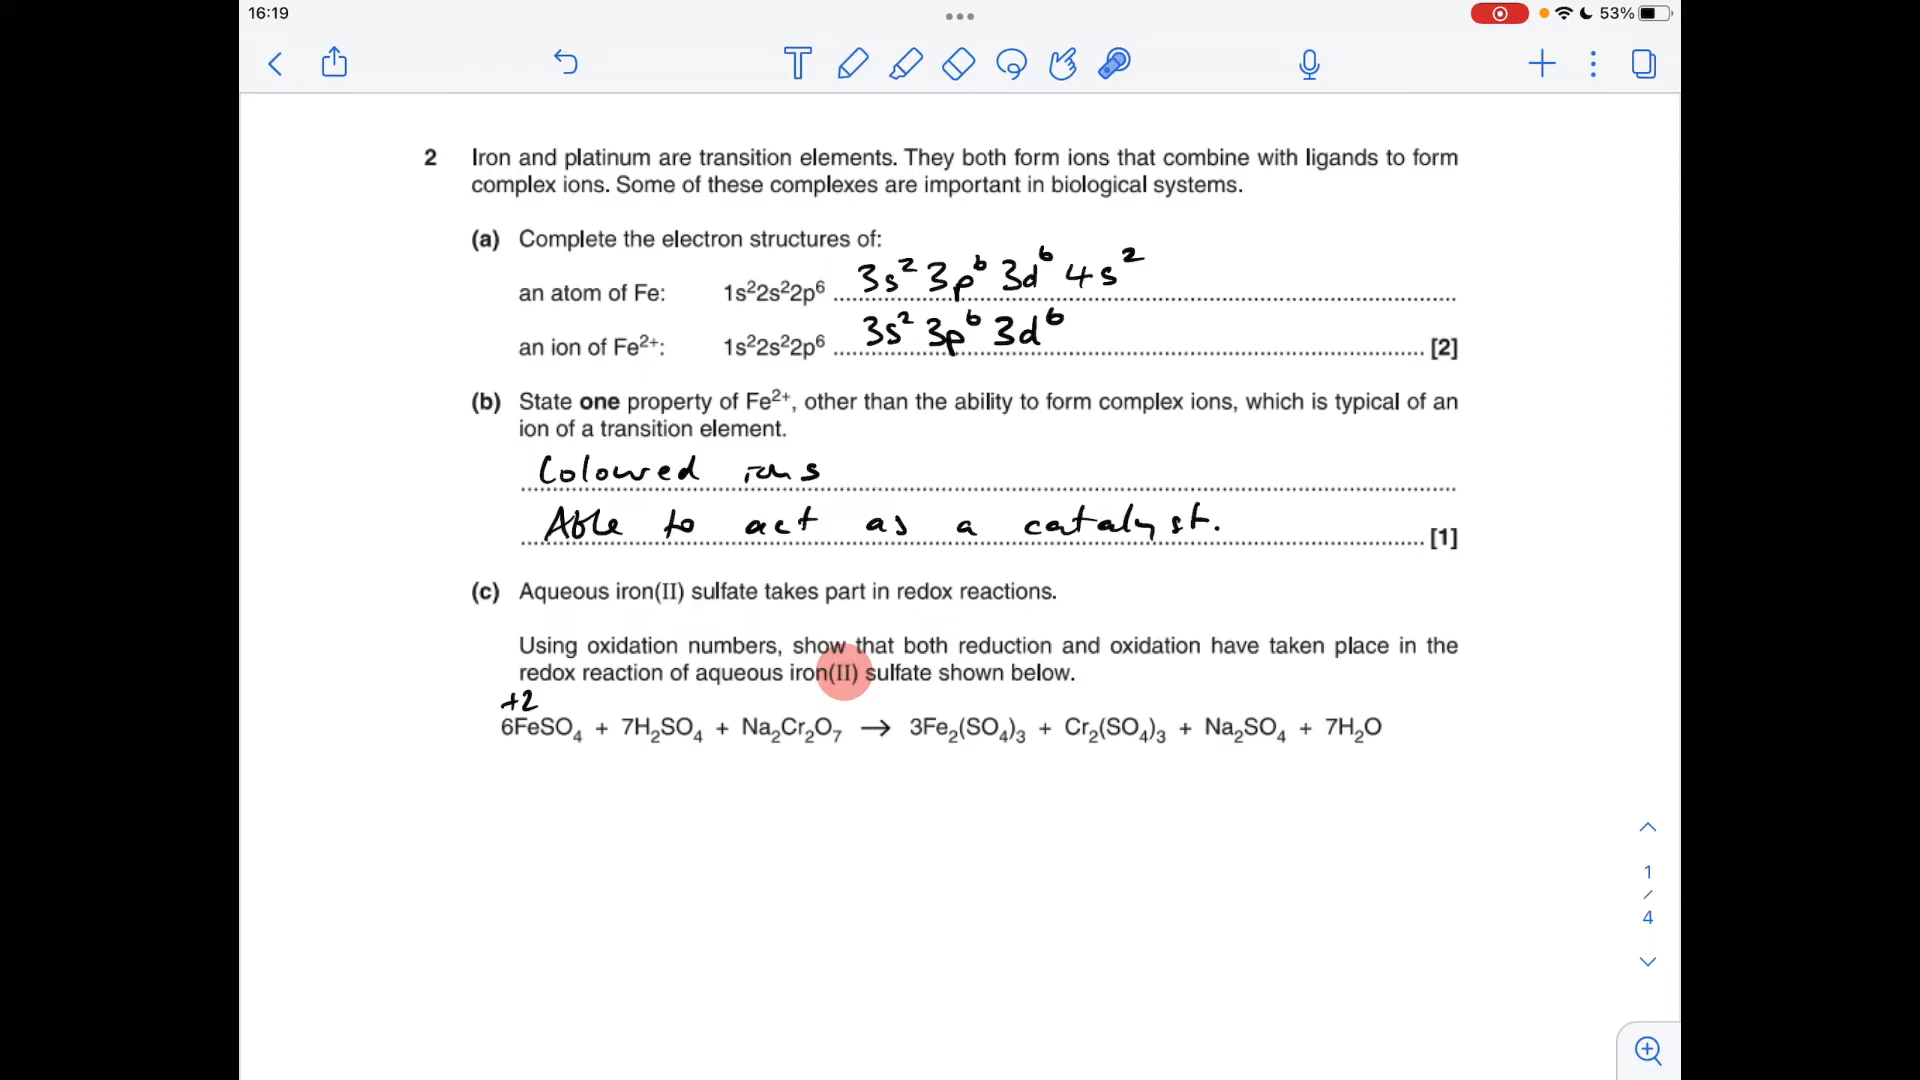 16:19
53%
2 Iron and platinum are transition elements. They both form ions that combine with ligands to form
complex ions. Some of these complexes are important in biological systems.
(a) Complete the electron structures of:
an atom of Fe: 1s²2s²2p⁶ 3s² 3p⁶ 3d⁶ 4s²
an ion of Fe²⁺: 1s²2s²2p⁶ 3s² 3p⁶ 3d⁶ [2]
(b) State one property of Fe²⁺, other than the ability to form complex ions, which is typical of an
ion of a transition element.
Coloured ions
Able to act as a catalyst. [1]
(c) Aqueous iron(II) sulfate takes part in redox reactions.
Using oxidation numbers, show that both reduction and oxidation have taken place in the
redox reaction of aqueous iron(II) sulfate shown below.
+2
6FeSO₄ + 7H₂SO₄ + Na₂Cr₂O₇ → 3Fe₂(SO₄)₃ + Cr₂(SO₄)₃ + Na₂SO₄ + 7H₂O
1
/
4